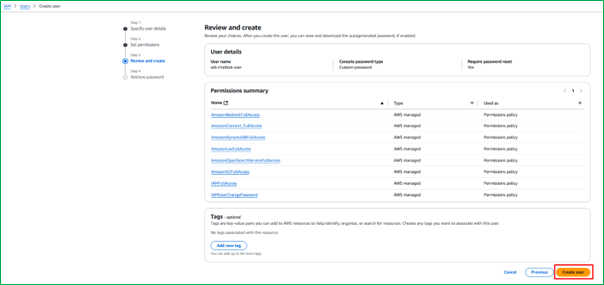 IAM > Users > Create user
Step 1
Specify user details
Step 2
Set permissions
Step 3
Review and create
Step 4
Retrieve password
Review and create
Review your choices. After you create the user, you can view and download the autogenerated password, if enabled.
User details
User name
Console password type
Custom password
Require password reset
Yes
Permissions summary
1
Name
Type
Used as
AmazonBedrockFullAccess AWS managed Permissions policy
AmazonConnect_FullAccess AWS managed Permissions policy
AmazonDynamoDBFullAccess AWS managed Permissions policy
AmazonLexFullAccess AWS managed Permissions policy
AmazonOpenSearchServiceFullAccess AWS managed Permissions policy
AmazonS3FullAccess AWS managed Permissions policy
IAMFullAccess AWS managed Permissions policy
IAMUserChangePassword AWS managed Permissions policy
Tags - optional
Tags are key-value pairs you can add to AWS resources to help identify, organize, or search for resources. Choose any tags you want to associate with this user.
No tags associated with the resource.
Add new tag
You can add up to 50 more tags.
Cancel
Previous
Create user